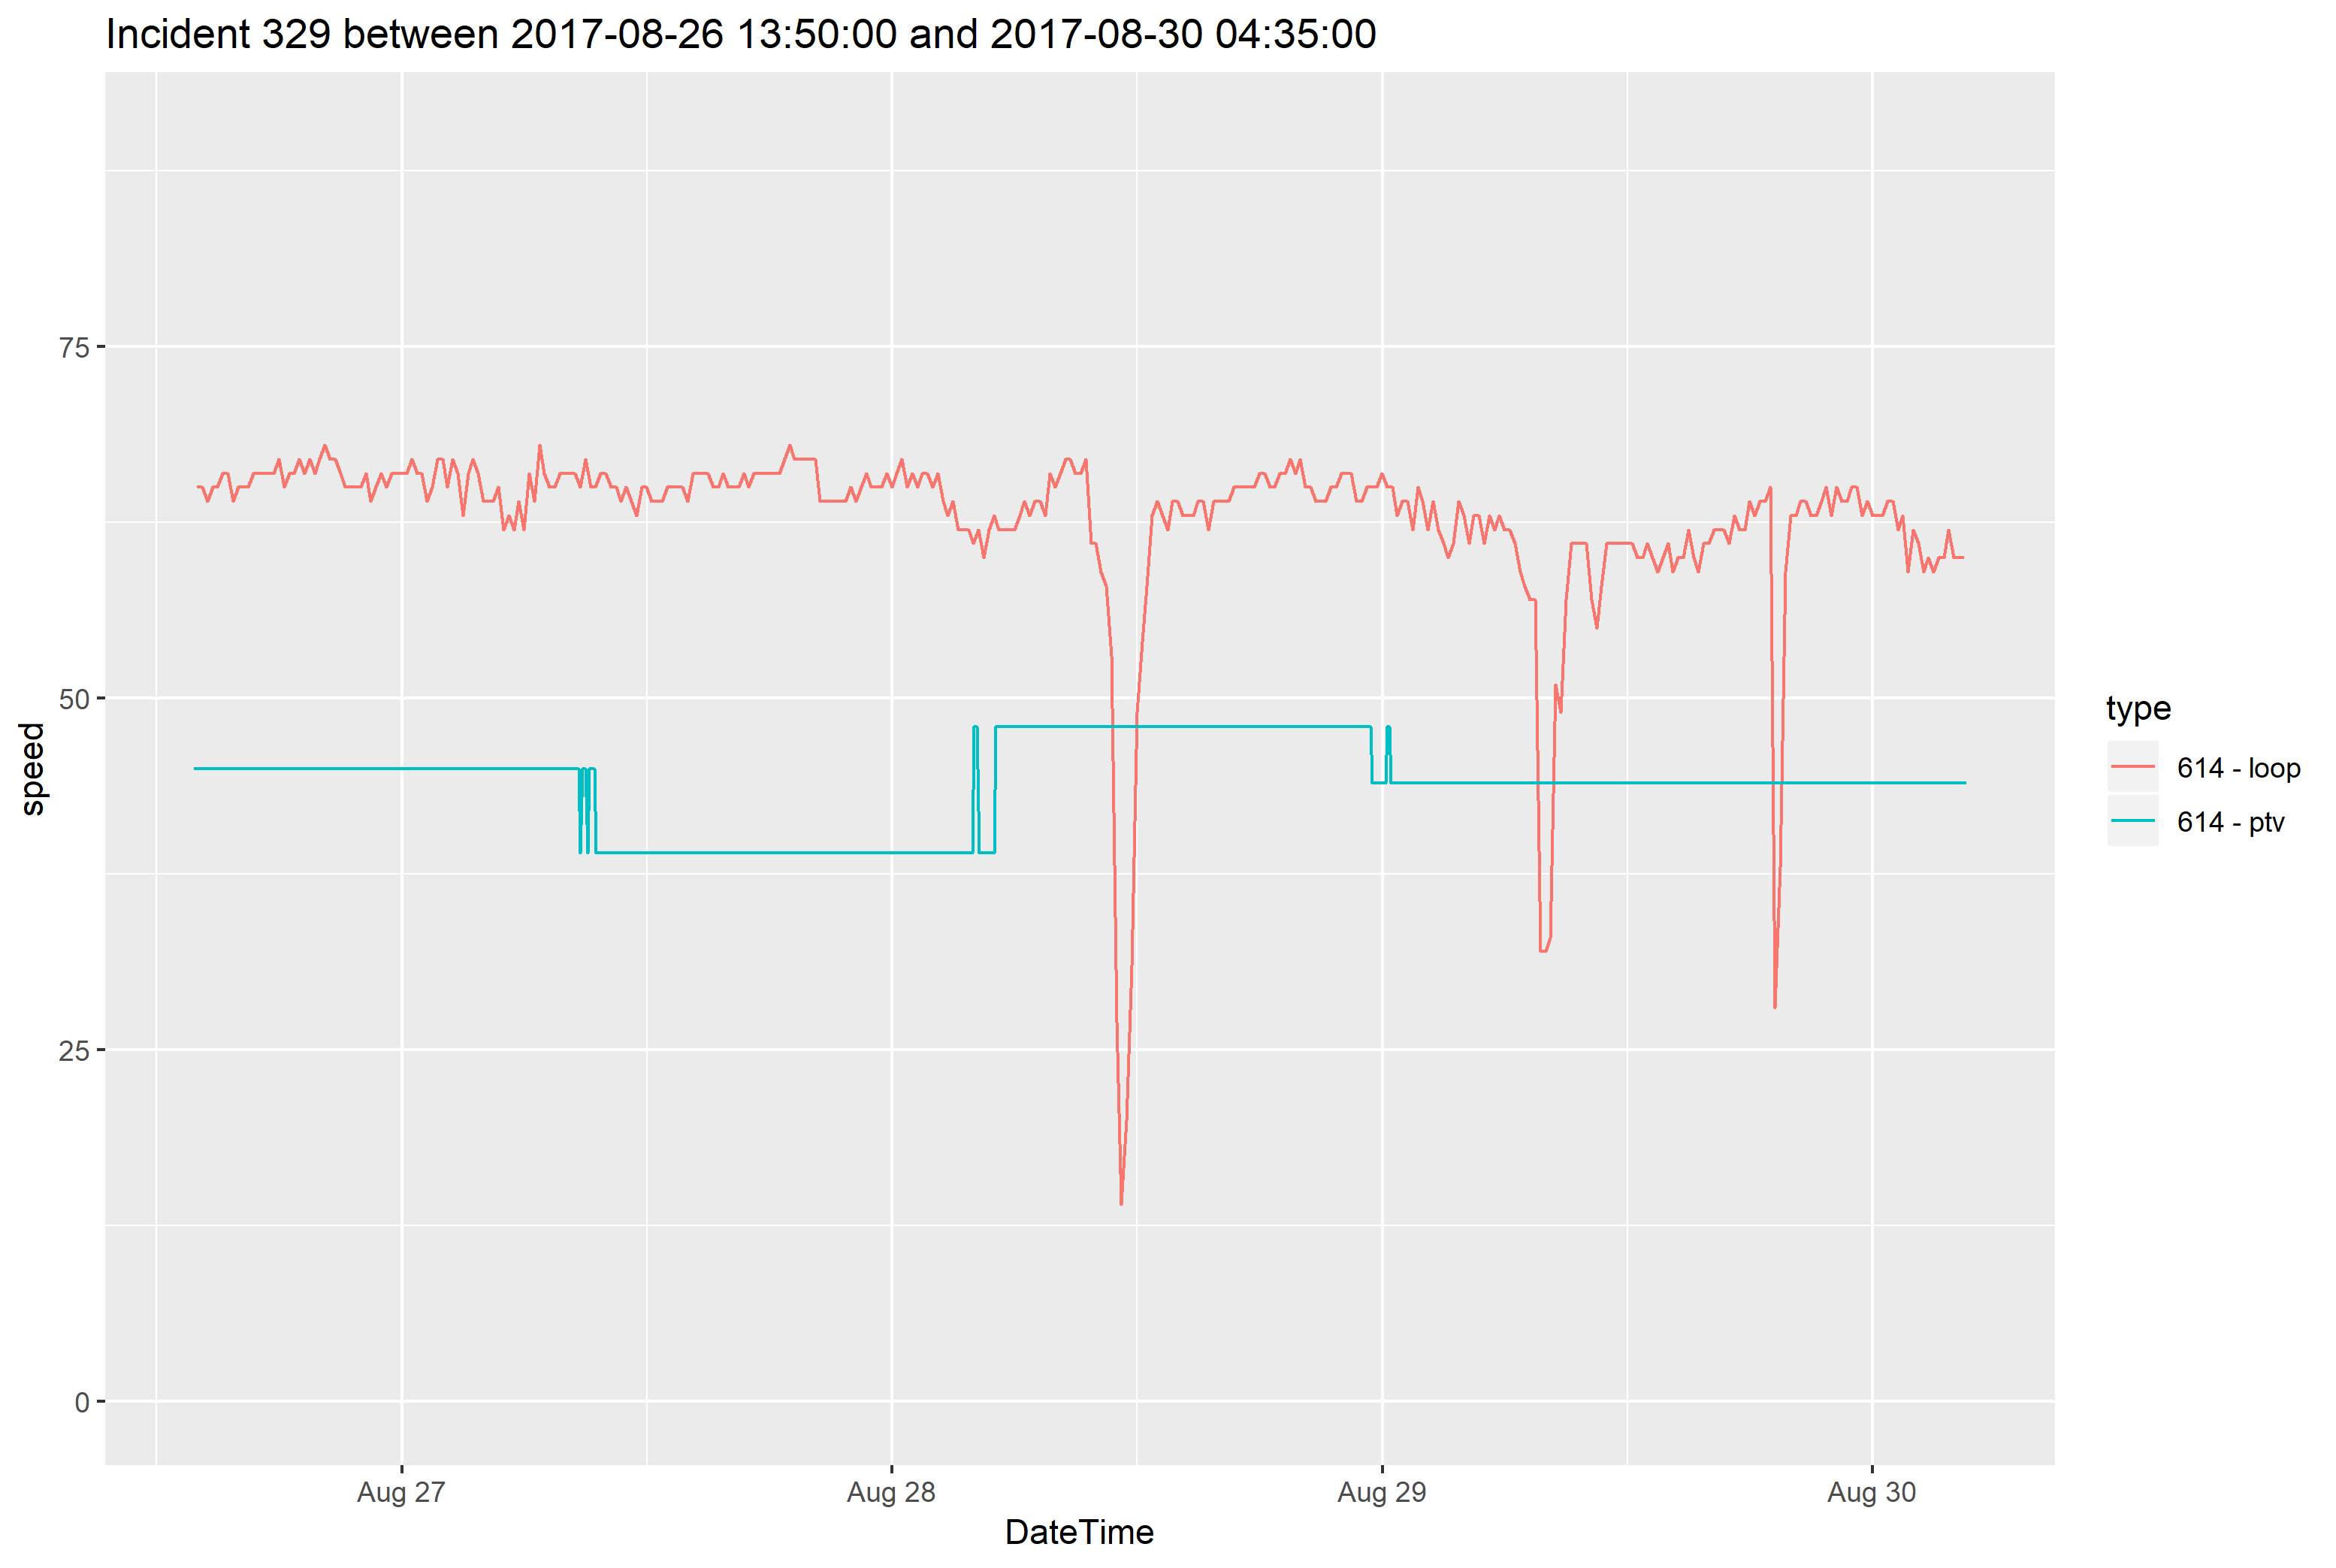 Incident 329 between 2017-08-26 13:50:00 and 2017-08-30 04:35:00
speed
75
50
25
0
Aug 27
Aug 28
Aug 29
Aug 30
DateTime
type
614 - loop
614 - ptv